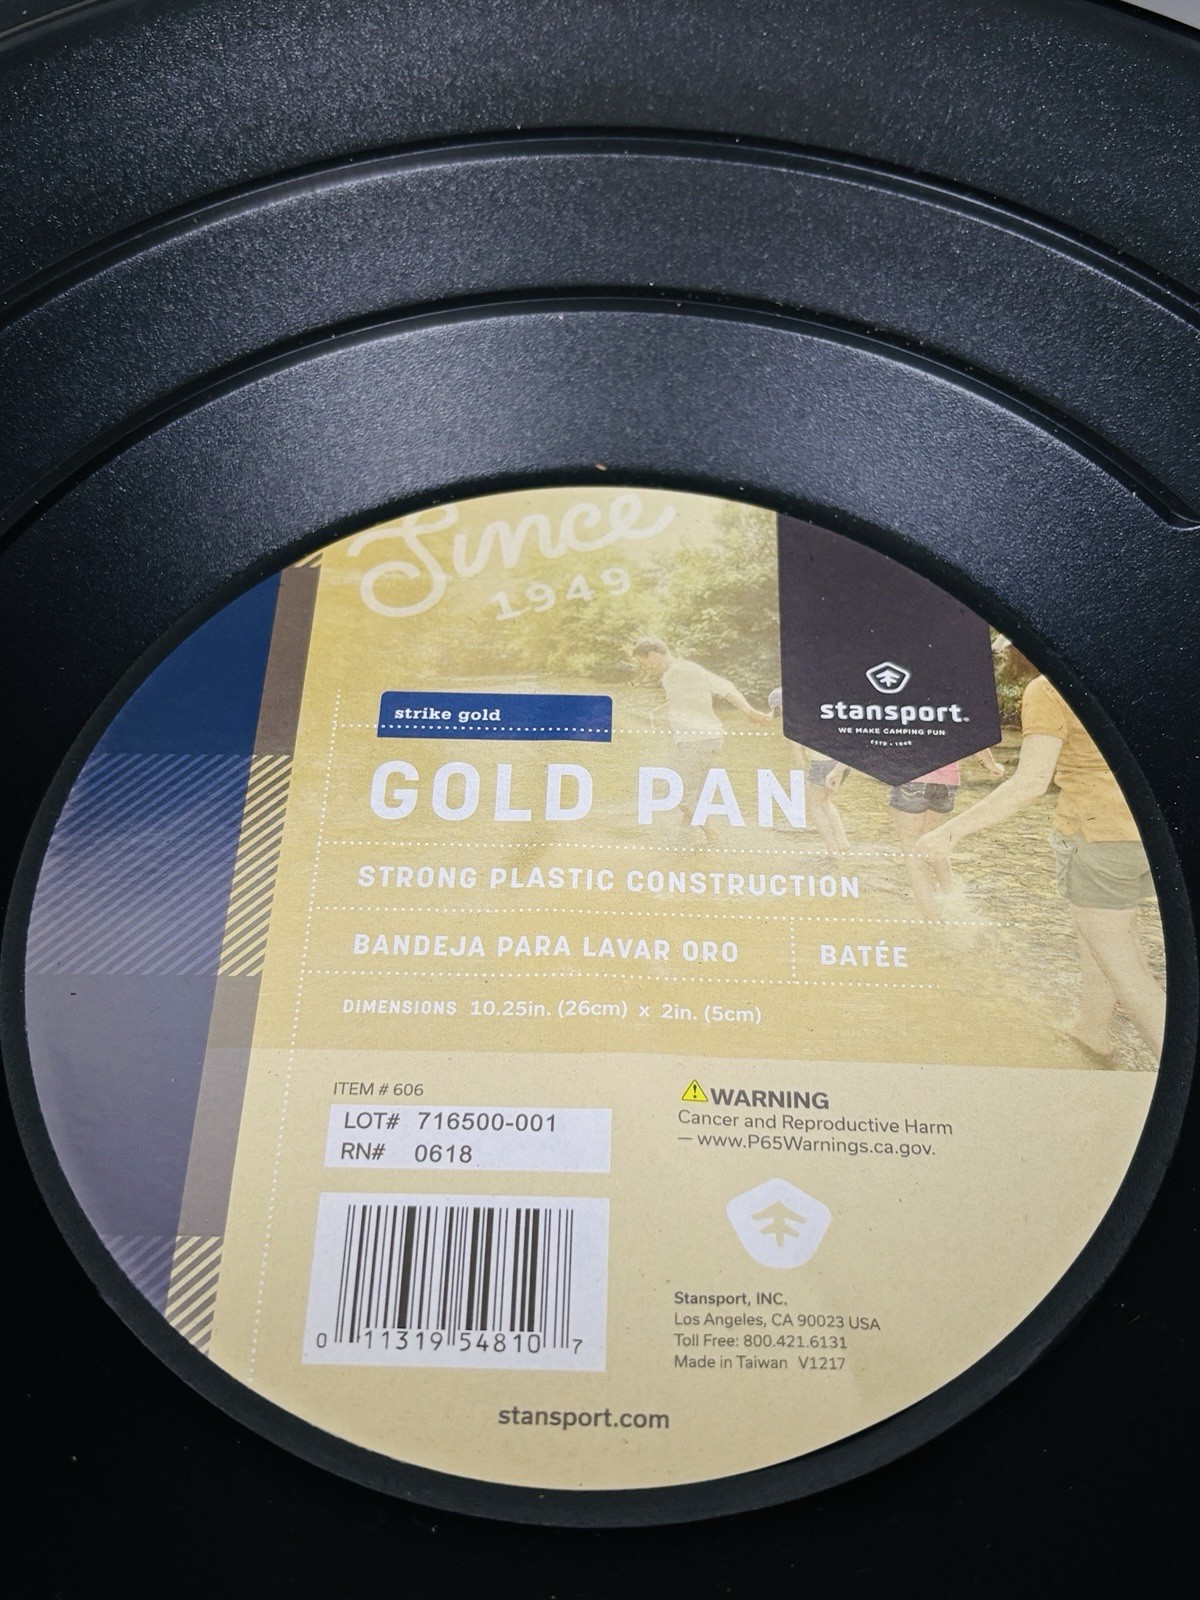 Since
1949
stansport.
WE MAKE CAMPING FUN
ESTD • 1949
strike gold
GOLD PAN
STRONG PLASTIC CONSTRUCTION
BANDEJA PARA LAVAR ORO
BATÉE
DIMENSIONS 10.25in. (26cm) x 2in. (5cm)
ITEM # 606
LOT# 716500-001
RN# 0618
0 11319 54810 7
WARNING
Cancer and Reproductive Harm
— www.P65Warnings.ca.gov.
Stansport, INC.
Los Angeles, CA 90023 USA
Toll Free: 800.421.6131
Made in Taiwan V1217
stansport.com